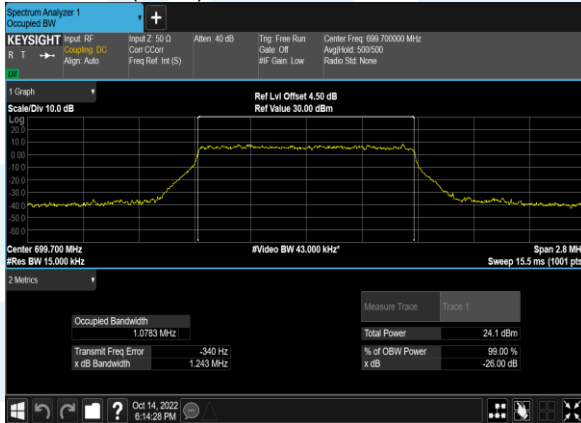 Spectrum Analyzer 1
Occupied BW
KEYSIGHT Input: RF Input Z: 50 Ω Atten: 40 dB Trig: Free Run Center Freq: 699.700000 MHz
R T Coupling: DC Corr CCorr Gate: Off Avg|Hold: 500/500
Align: Auto Freq Ref: Int (S) #IF Gain: Low Radio Std: None
1 Graph
Ref Lvl Offset 4.50 dB
Scale/Div 10.0 dB Ref Value 30.00 dBm
Log
20.0
10.0
0.00
-10.0
-20.0
-30.0
-40.0
-50.0
-60.0
Center 699.700 MHz #Video BW 43.000 kHz* Span 2.8 MH
#Res BW 15.000 kHz Sweep 15.5 ms (1001 pts
2 Metrics
Measure Trace Trace 1
Occupied Bandwidth
1.0783 MHz
Total Power 24.1 dBm
Transmit Freq Error -340 Hz % of OBW Power 99.00 %
x dB Bandwidth 1.243 MHz x dB -26.00 dB
? Oct 14, 2022
6:14:28 PM